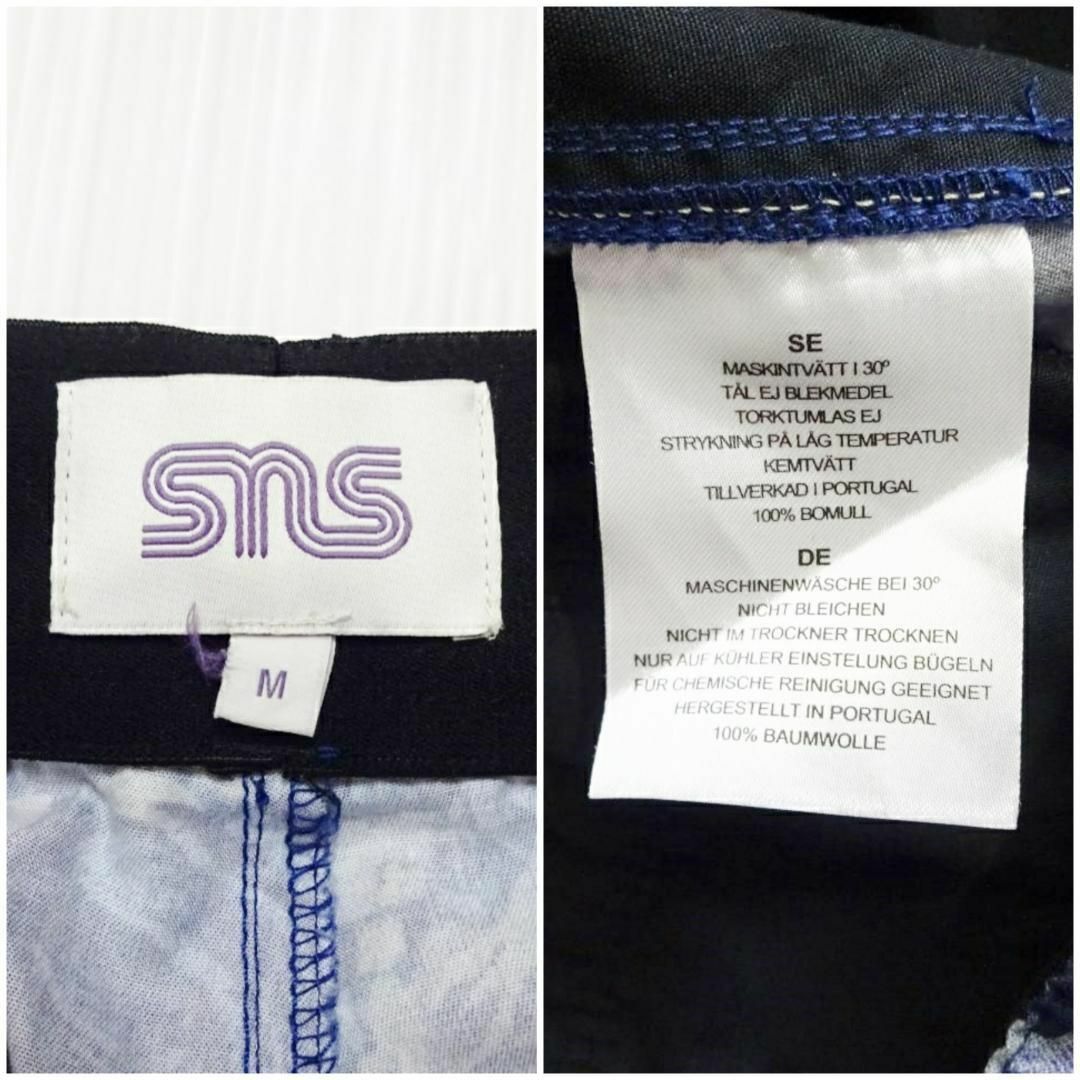 sns
M
SE
MASKINTVÄTT I 30º
TÅL EJ BLEKMEDEL
TORKTUMLAS EJ
STRYKNING PÅ LÅG TEMPERATUR
KEMTVÄTT
TILLVERKAD I PORTUGAL
100% BOMULL
DE
MASCHINENWÄSCHE BEI 30º
NICHT BLEICHEN
NICHT IM TROCKNER TROCKNEN
NUR AUF KÜHLER EINSTELUNG BÜGELN
FÜR CHEMISCHE REINIGUNG GEEIGNET
HERGESTELLT IN PORTUGAL
100% BAUMWOLLE